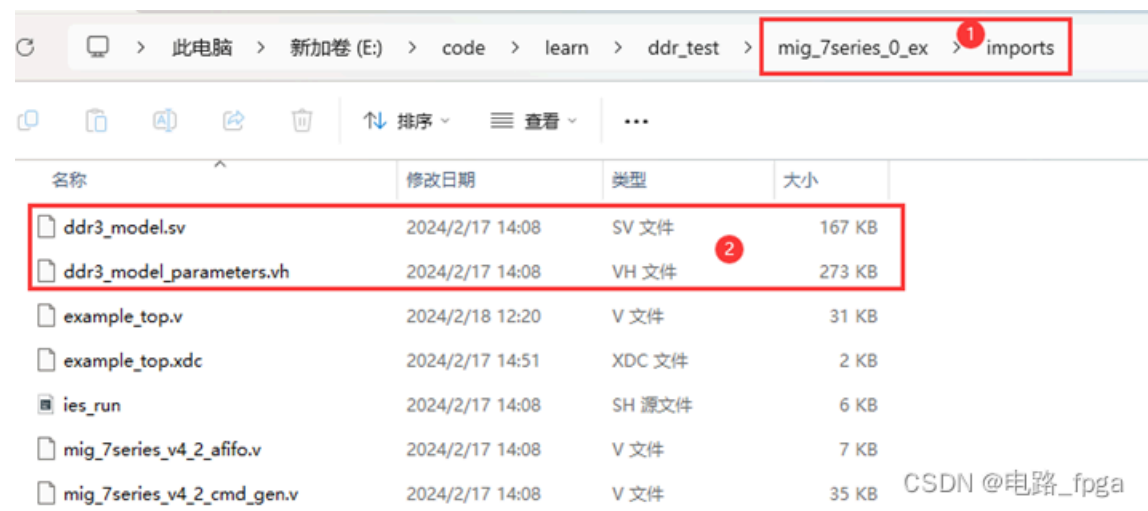 此电脑 > 新加卷 (E:) > code > learn > ddr_test > mig_7series_0_ex > 1 imports
排序 查看 ...
名称 修改日期 类型 大小
ddr3_model.sv 2024/2/17 14:08 SV 文件 167 KB
2
ddr3_model_parameters.vh 2024/2/17 14:08 VH 文件 273 KB
example_top.v 2024/2/18 12:20 V 文件 31 KB
example_top.xdc 2024/2/17 14:51 XDC 文件 2 KB
ies_run 2024/2/17 14:08 SH 源文件 6 KB
mig_7series_v4_2_afifo.v 2024/2/17 14:08 V 文件 7 KB
mig_7series_v4_2_cmd_gen.v 2024/2/17 14:08 V 文件 35 KB
CSDN @电路_fpga